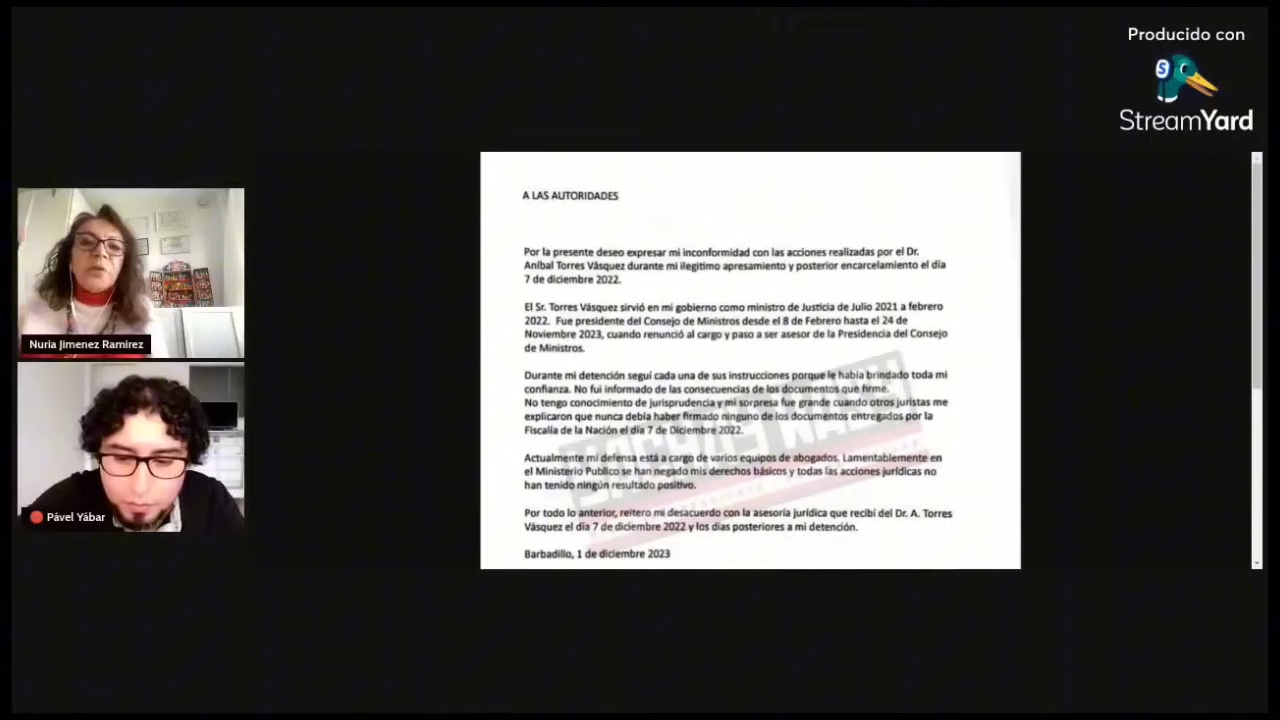 Producido con
StreamYard
Nuria Jimenez Ramirez
Pável Yábar
A LAS AUTORIDADES
Por la presente deseo expresar mi inconformidad con las acciones realizadas por el Dr.
Aníbal Torres Vásquez durante mi ilegitimo apresamiento y posterior encarcelamiento el día
7 de diciembre 2022.
El Sr. Torres Vásquez sirvió en mi gobierno como ministro de Justicia de Julio 2021 a febrero
2022. Fue presidente del Consejo de Ministros desde el 8 de Febrero hasta el 24 de
Noviembre 2023, cuando renunció al cargo y paso a ser asesor de la Presidencia del Consejo
de Ministros.
Durante mi detención seguí cada una de sus instrucciones porque le había brindado toda mi
confianza. No fui informado de las consecuencias de los documentos que firme.
No tengo conocimiento de jurisprudencia y mi sorpresa fue grande cuando otros juristas me
explicaron que nunca debía haber firmado ninguno de los documentos entregados por la
Fiscalía de la Nación el día 7 de Diciembre 2022.
Actualmente mi defensa está a cargo de varios equipos de abogados. Lamentablemente en
el Ministerio Publico se han negado mis derechos básicos y todas las acciones jurídicas no
han tenido ningún resultado positivo.
Por todo lo anterior, reitero mi desacuerdo con la asesoría jurídica que recibí del Dr. A. Torres
Vásquez el día 7 de diciembre 2022 y los días posteriores a mi detención.
Barbadillo, 1 de diciembre 2023